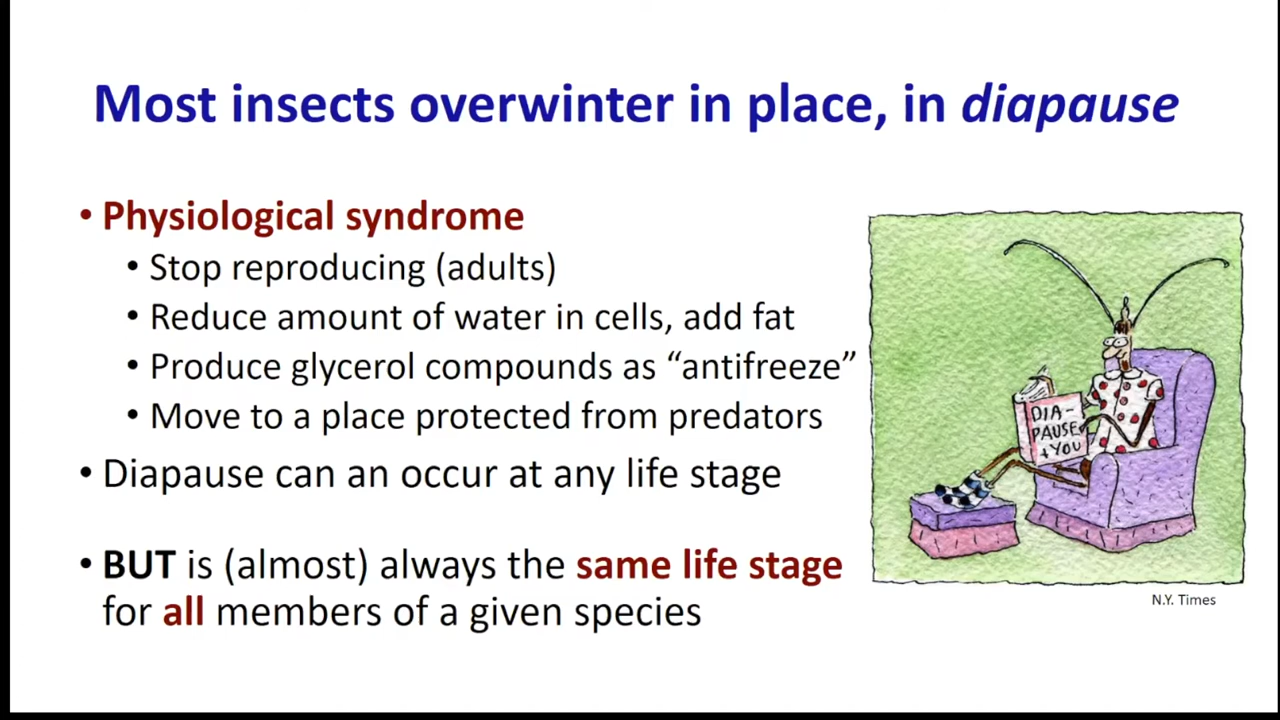 Most insects overwinter in place, in diapause
• Physiological syndrome
• Stop reproducing (adults)
• Reduce amount of water in cells, add fat
• Produce glycerol compounds as “antifreeze”
• Move to a place protected from predators
• Diapause can an occur at any life stage
• BUT is (almost) always the same life stage
for all members of a given species
DIA-
PAUSE
+ YOU
N.Y. Times